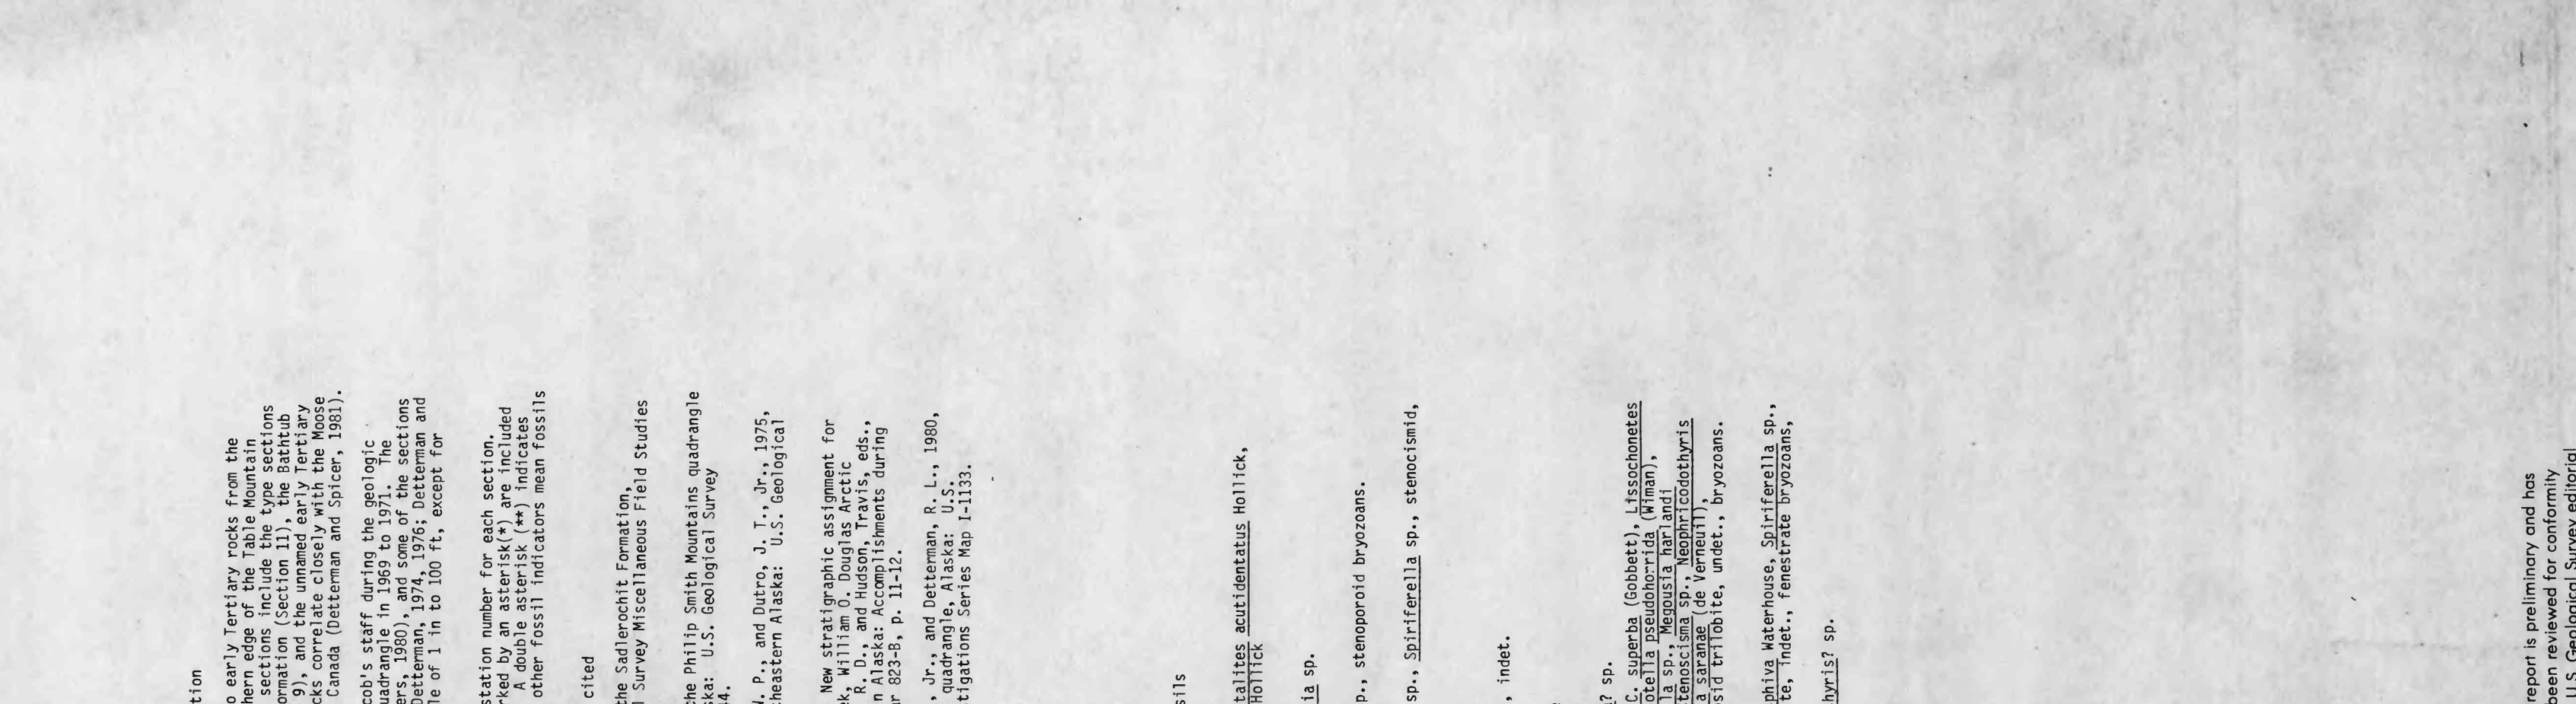 tion
o early Tertiary rocks from the
hern edge of the Table Mountain
sections include the type sections
ormation (Section 11), the Bathtub
9), and the unnamed early Tertiary
cks correlate closely with the Moose
Canada (Detterman and Spicer, 1981).
cob's staff during the geologic
uadrangle in 1969 to 1971.  The
ers, 1980), and some of the sections
Detterman, 1974, 1976; Detterman and
le of 1 in to 100 ft, except for
station number for each section.
rked by an asterisk(*) are included
A double asterisk (**) indicates
other fossil indicators mean fossils
cited
the Sadlerochit Formation,
Survey Miscellaneous Field Studies
he Philip Smith Mountains quadrangle
ska:  U.S. Geological Survey
4.
. P., and Dutro, J. T., Jr., 1975,
heastern Alaska:  U.S. Geological
New stratigraphic assignment for
ek, William O. Douglas Arctic
R. D., and Hudson, Travis, eds.,
n Alaska: Accomplishments during
r 823-B, p. 11-12.
, Jr., and Detterman, R. L., 1980,
quadrangle, Alaska:  U.S.
tigations Series Map I-1133.
sils
talites acutidentatus Hollick,
Hollick
ia sp.
p., stenoporoid bryozoans.
sp., Spiriferella sp., stenocismid,
, indet.
? sp.
C. superba (Gobbett), Lissochonetes
otella pseudohorrida (Wiman),
la sp., Megousia harlandi
tenoscisma sp., Neophricodothyris
a saranae (de Verneuil),
sid trilobite, undet., bryozoans.
phiva Waterhouse, Spiriferella sp.,
te, indet., fenestrate bryozoans,
hyris? sp.
report is preliminary and has
been reviewed for conformity
U.S. Geological Survey editorial